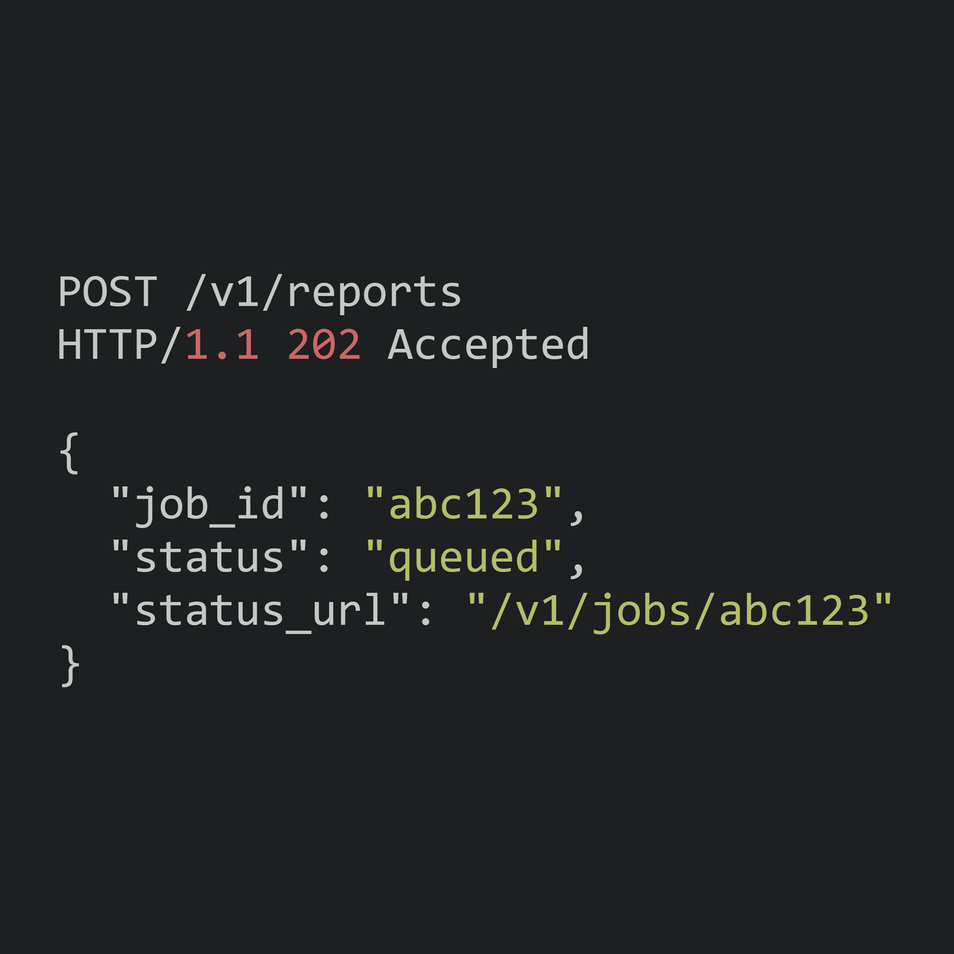 POST /v1/reports
HTTP/1.1 202 Accepted

{
  "job_id": "abc123",
  "status": "queued",
  "status_url": "/v1/jobs/abc123"
}